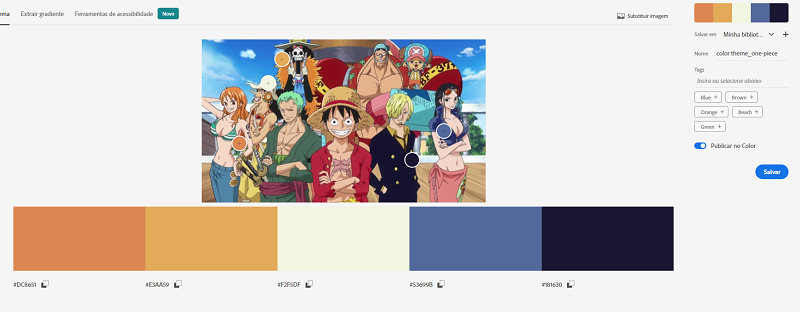 ema
Extrair gradiente
Ferramentas de acessibilidade
Novo
Substituir imagem
Salvar em
Minha bibliot...
Nome
color theme_one-piece
Tags
Insira ou selecione abaixo
Blue +
Brown +
Orange +
Beach +
Green +
Publicar no Color
Salvar
#DC8651
#E3AA59
#F2F5DF
#53699B
#181630